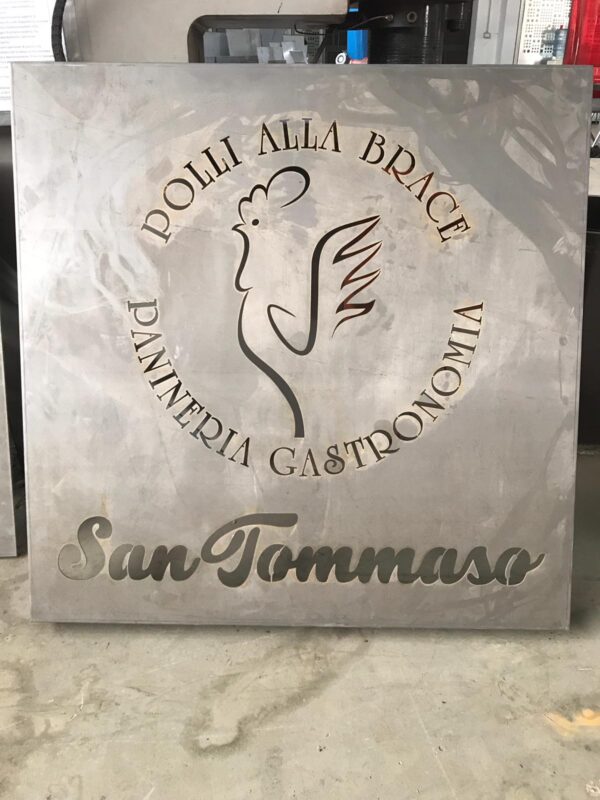 POLLI ALLA BRACE
PANINERIA GASTRONOMIA
San Tommaso